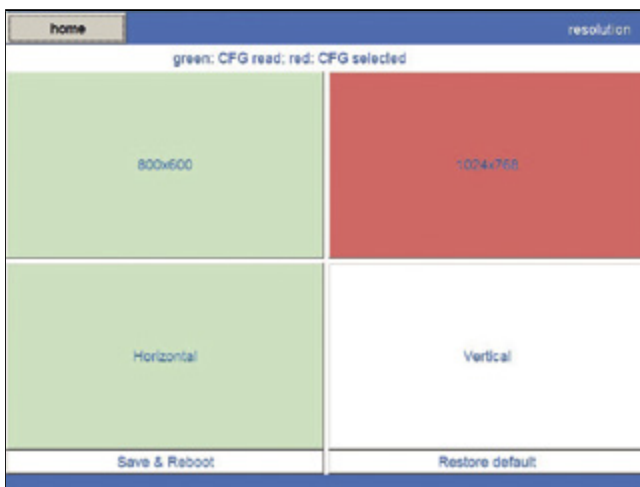 home
resolution
green: CFG read; red: CFG selected
800x600
1024x768
Horizontal
Vertical
Save & Reboot
Restore default